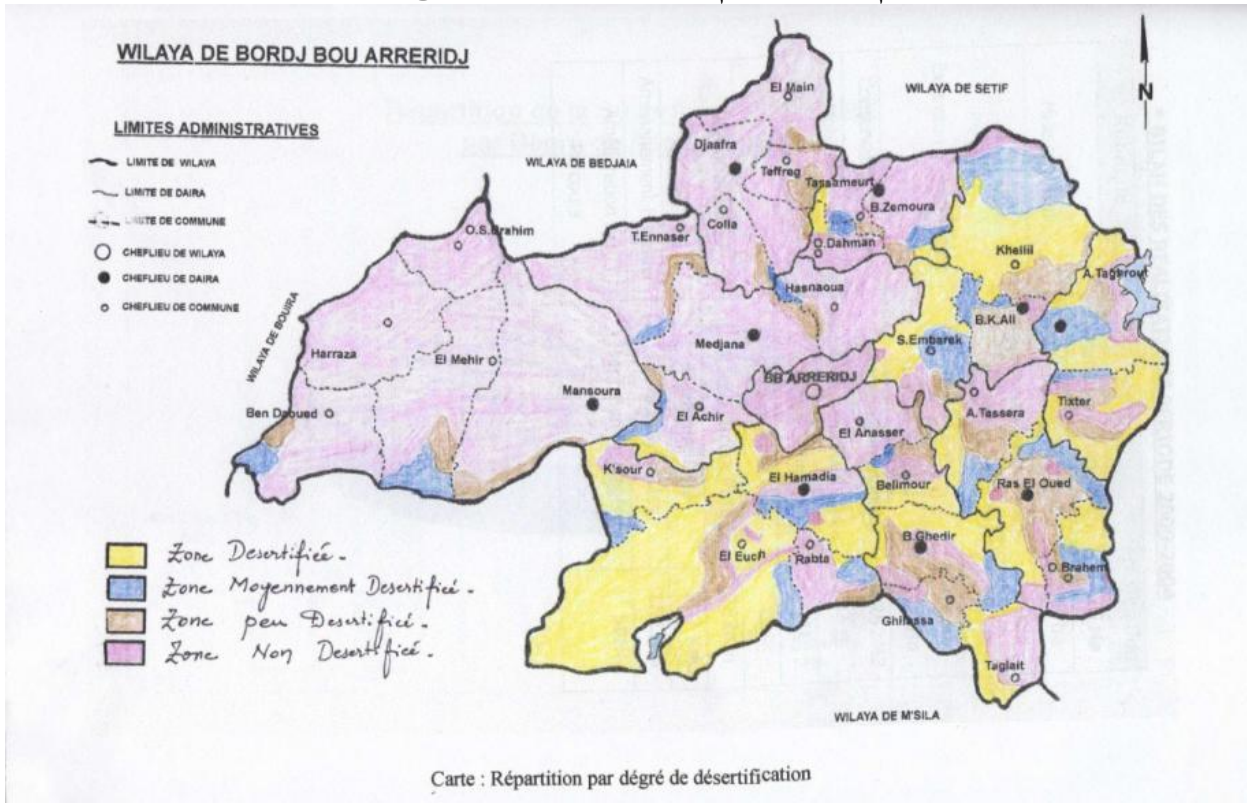 WILAYA DE BORDJ BOU ARRERIDJ
LIMITES ADMINISTRATIVES
LIMITE DE WILAYA
LIMITE DE DAIRA
LIMITE DE COMMUNE
CHEFLIEU DE WILAYA
CHEFLIEU DE DAIRA
CHEFLIEU DE COMMUNE
WILAYA DE SETIF
N
WILAYA DE BEDJAIA
WILAYA DE BOUIRA
El Main
Djaafra
Teffreg
Tassameurt
B.Zemoura
Colla
T.Ennaser
O.S.Brahim
D.Dahman
Khellil
A.Tagerout
Hasnaoua
B.K.Ali
Medjana
S.Embarek
Harraza
El Mehir
Mansoura
BB ARRERIDJ
Ben Daoued
El Achir
El Anasser
A.Tassera
Tixter
K'sour
El Hamadia
Belimour
Ras El Oued
El Euch
Rabta
B.Ghedir
O.Brahem
Ghilassa
Taglait
WILAYA DE M'SILA
Zone Desertifiée.
Zone Moyennement Desertifié.
Zone peu Desertifié.
Zone Non Desertifié.
Carte : Répartition par dégré de désertification